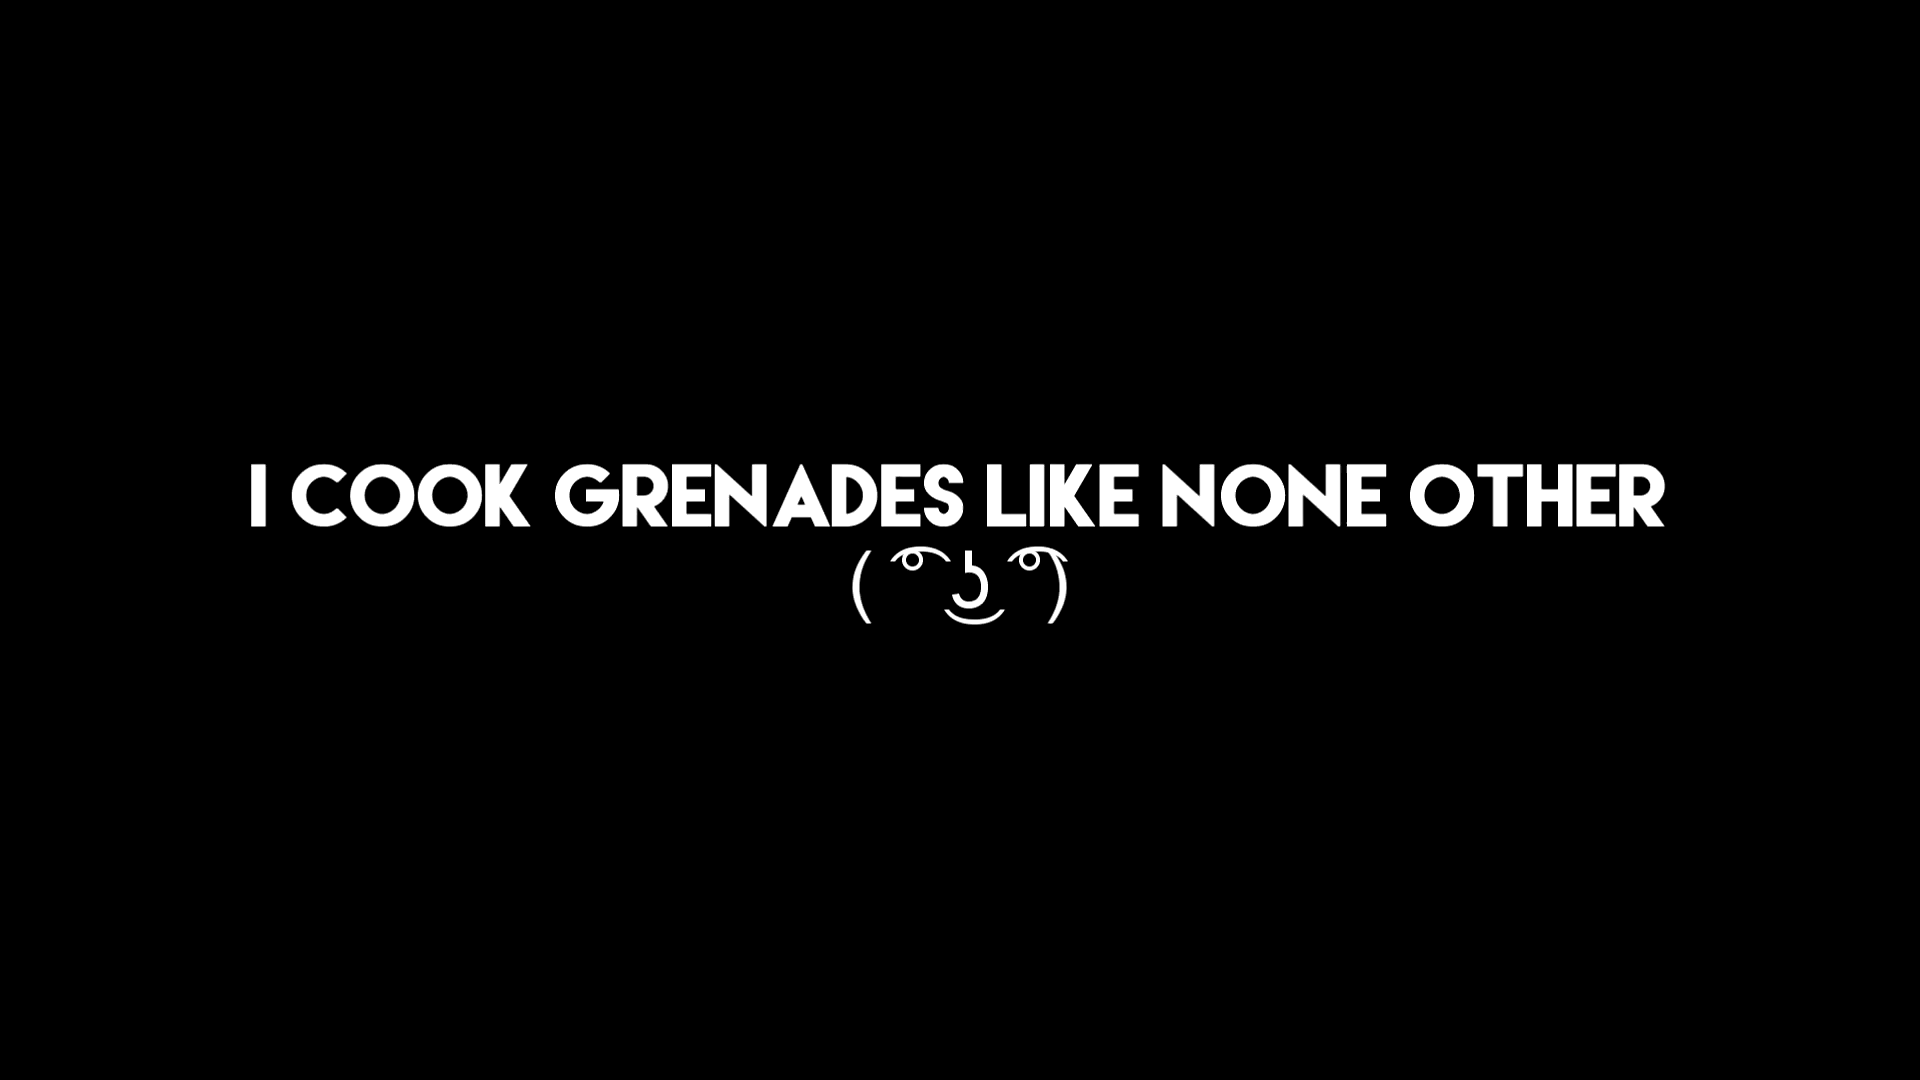 I COOK GRENADES LIKE NONE OTHER
( ͡° ͜ʖ ͡°)